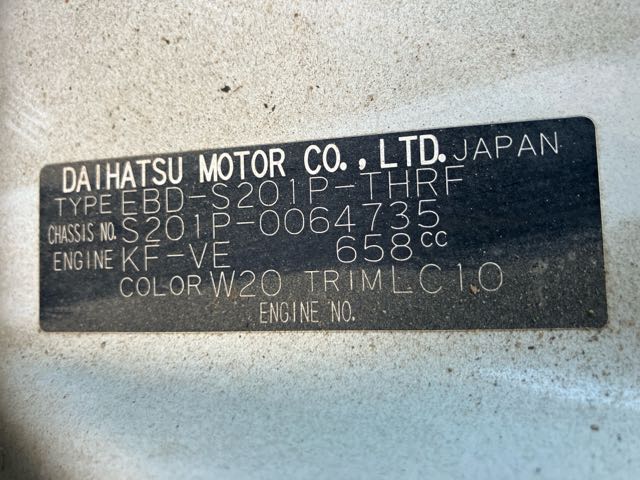 DAIHATSU MOTOR CO., LTD. JAPAN
TYPE EBD-S201P-THRF
CHASSIS NO. S201P-0064735
ENGINE KF-VE 658cc
COLOR W20 TRIM LC10
ENGINE NO.